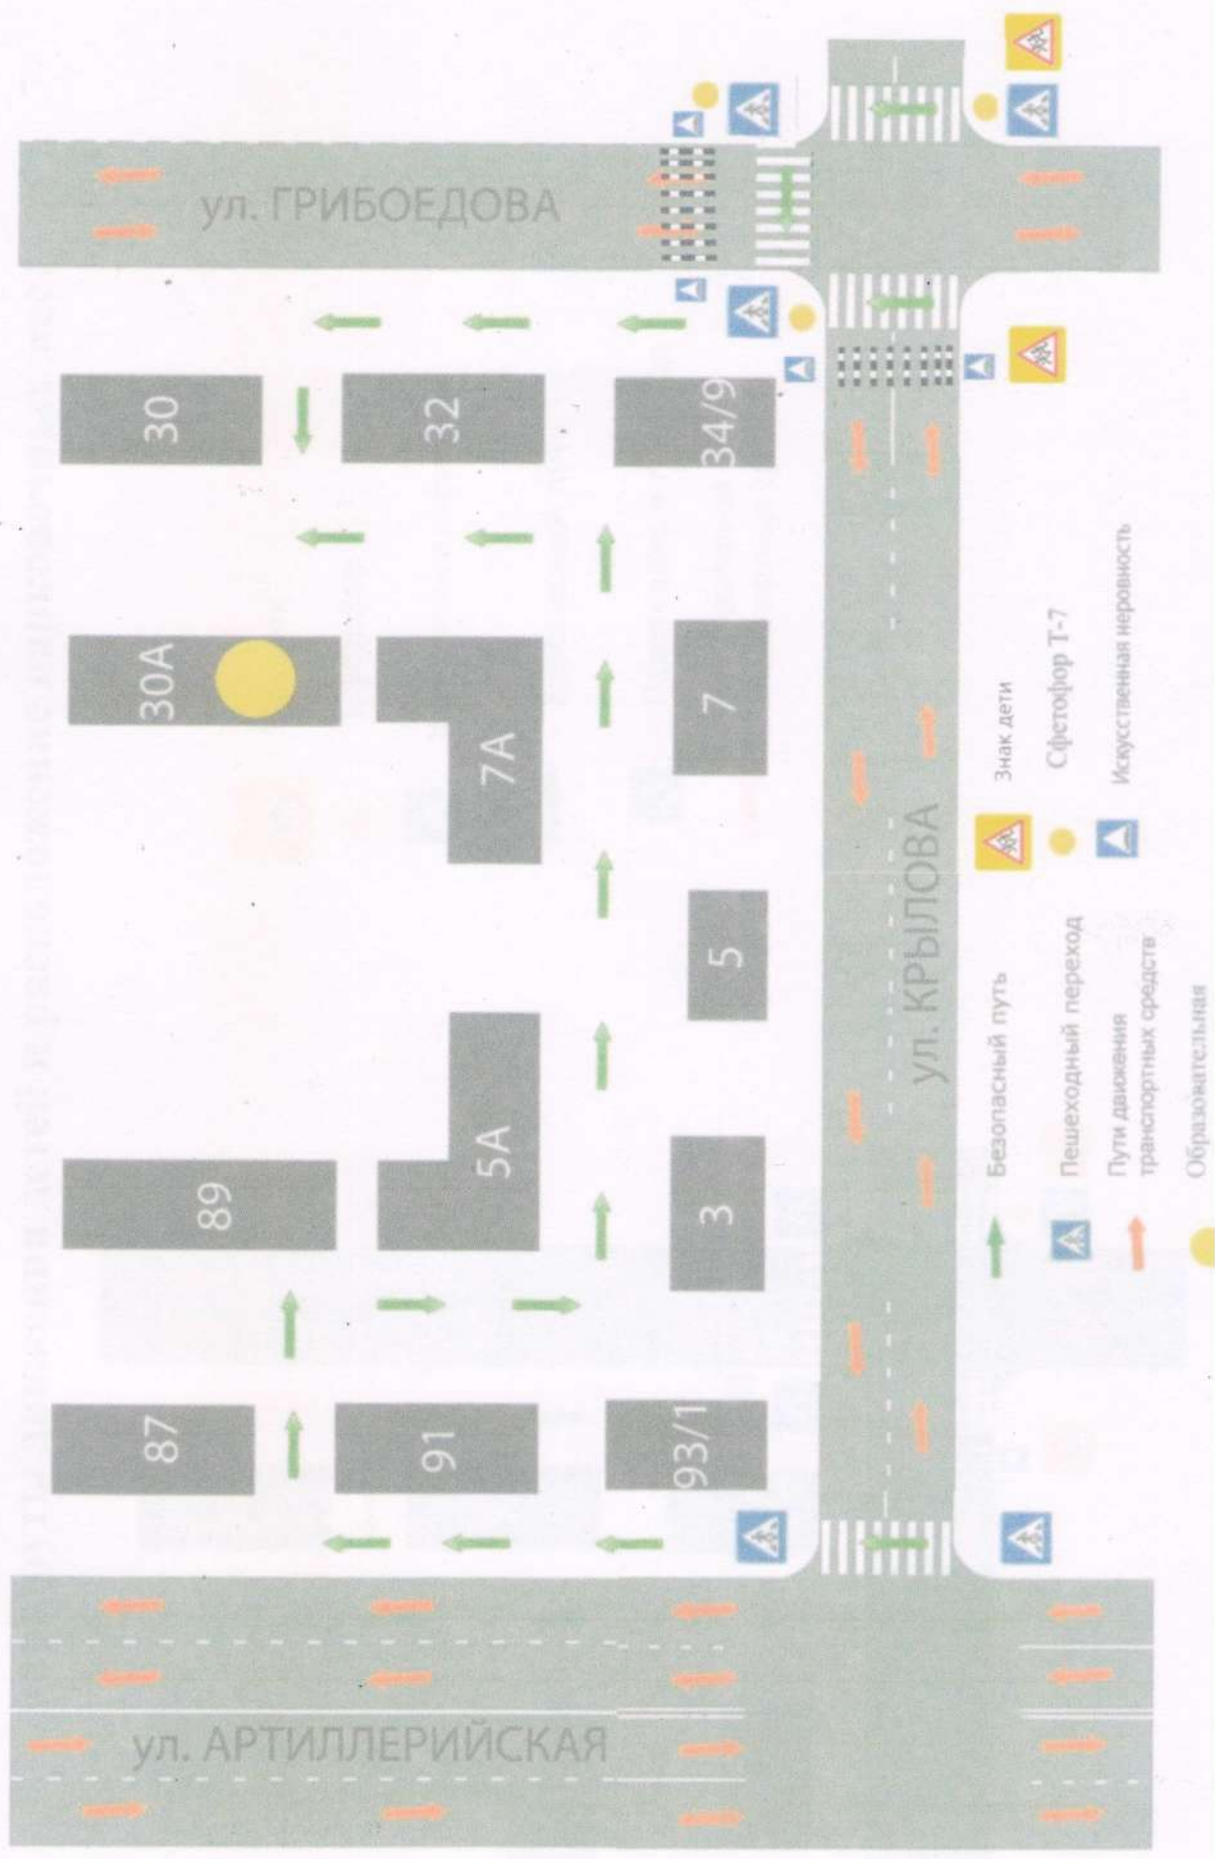 ул. ГРИБОЕДОВА
30
32
34/9
30А
7А
7
5
89
5А
3
87
91
93/1
ул. КРЫЛОВА
ул. АРТИЛЛЕРИЙСКАЯ
Безопасный путь
Пешеходный переход
Пути движения
транспортных средств
Образовательная
Знак дети
Сфетофор Т-7
Искусственная неровность